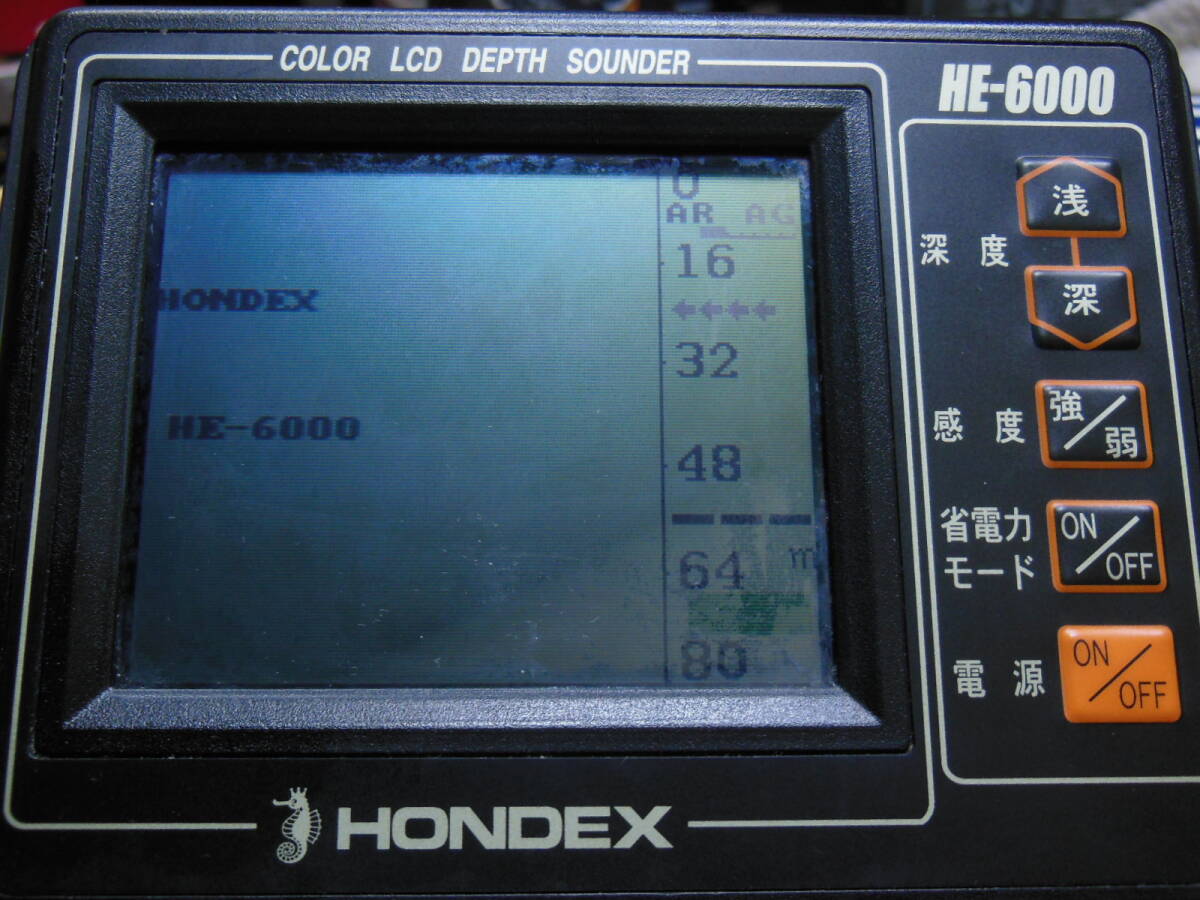 COLOR LCD DEPTH SOUNDER
HE-6000
0
AR AG
16
←←←←
32
48
64 m
80
HONDEX
HE-6000
深度
浅
深
感度
強/弱
省電力
モード
ON/OFF
電源
ON/OFF
HONDEX